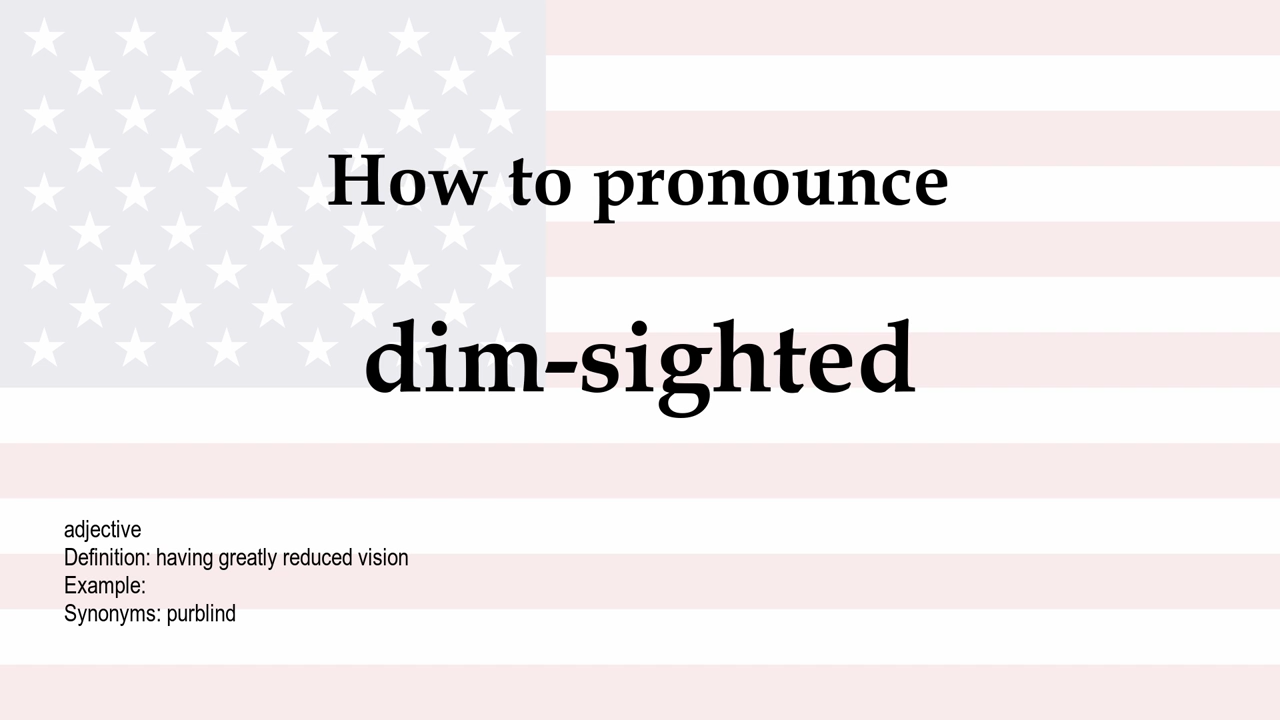 How to pronounce
dim-sighted
adjective
Definition: having greatly reduced vision
Example:
Synonyms: purblind